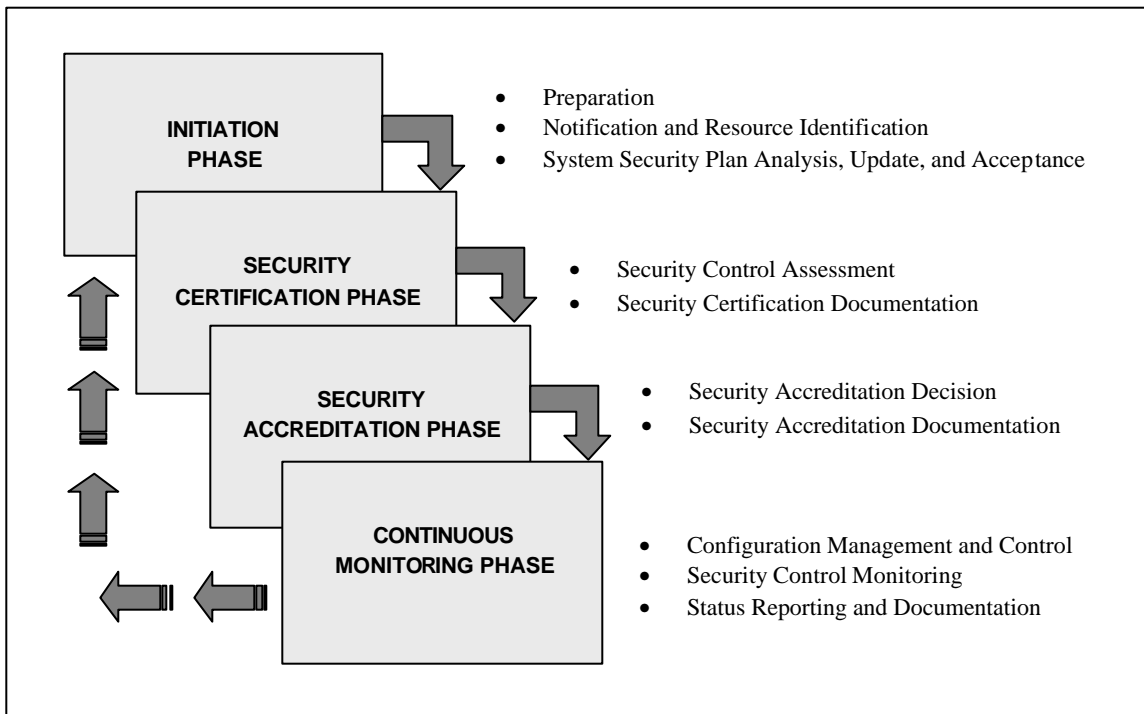 INITIATION
PHASE
• Preparation
• Notification and Resource Identification
• System Security Plan Analysis, Update, and Acceptance
SECURITY
CERTIFICATION PHASE
• Security Control Assessment
• Security Certification Documentation
SECURITY
ACCREDITATION PHASE
• Security Accreditation Decision
• Security Accreditation Documentation
CONTINUOUS
MONITORING PHASE
• Configuration Management and Control
• Security Control Monitoring
• Status Reporting and Documentation